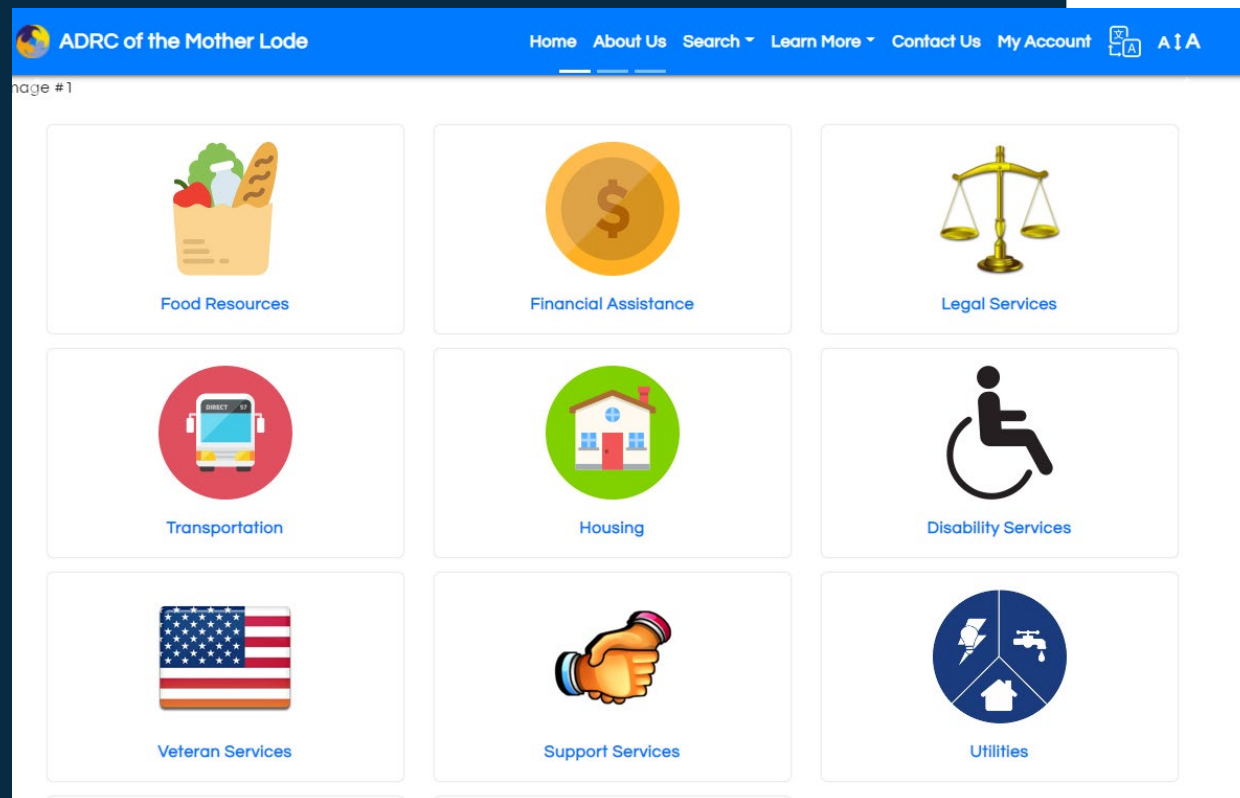 ADRC of the Mother Lode
Home About Us Search Learn More Contact Us My Account A A
#1
Food Resources Financial Assistance Legal Services
$
DIRECT 57
Transportation Housing Disability Services
Veteran Services Support Services Utilities